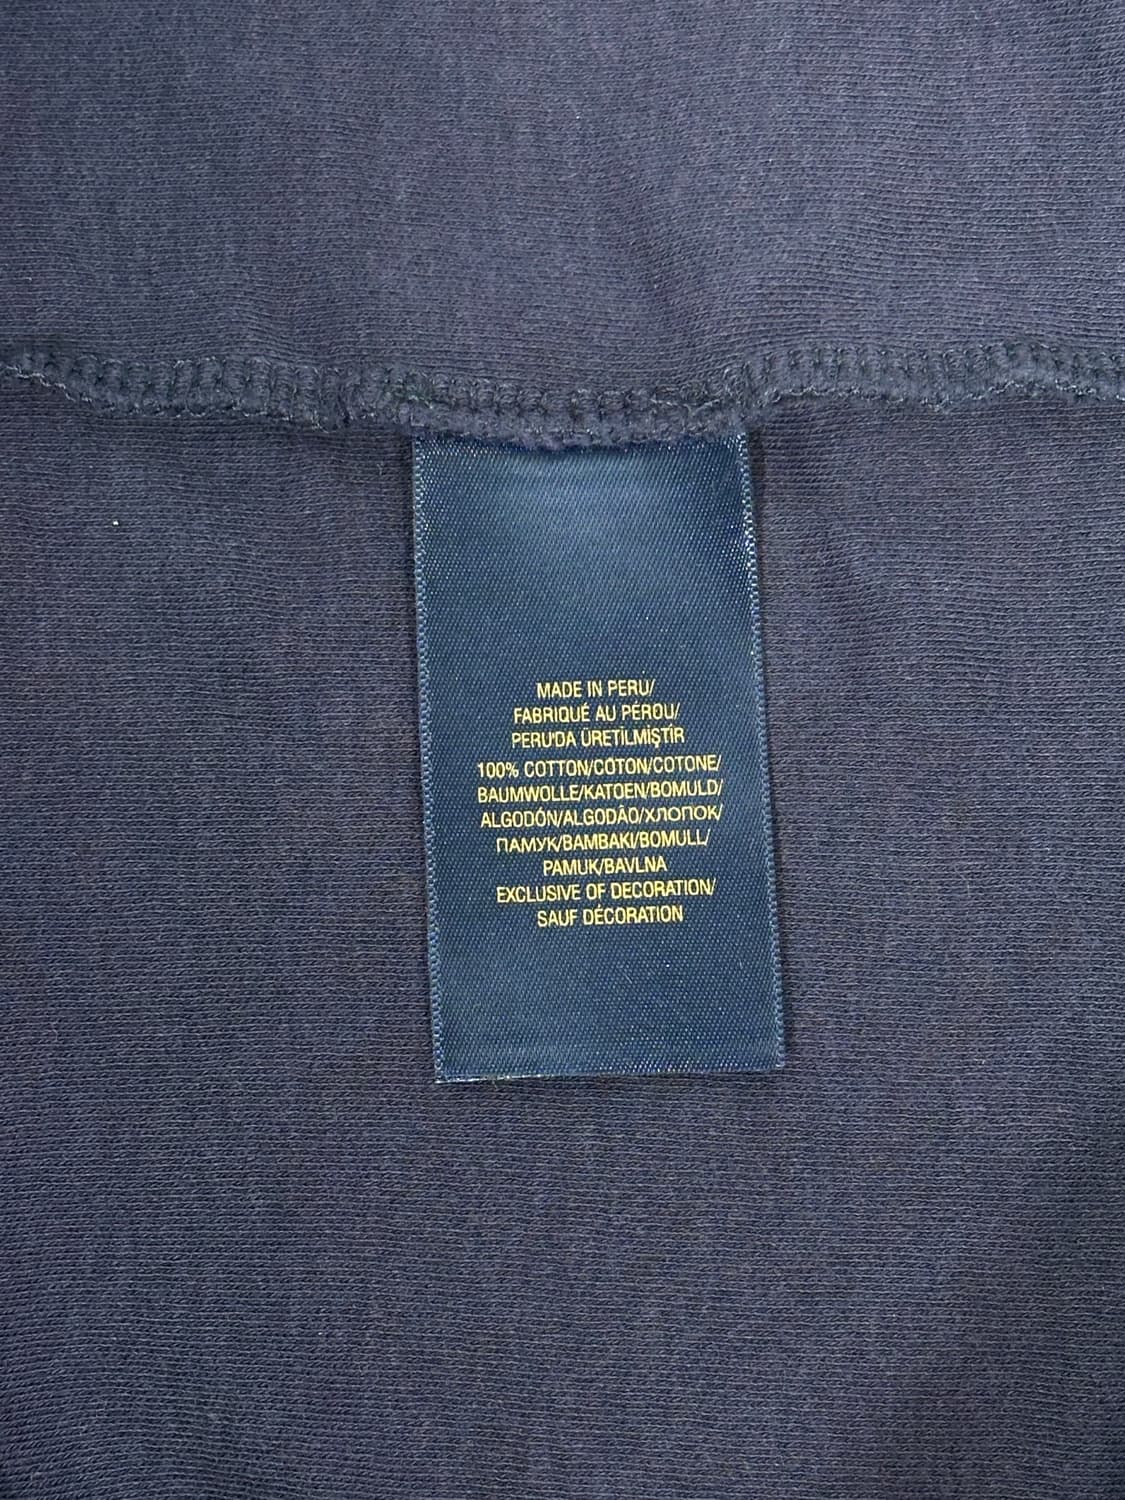 MADE IN PERU/
FABRIQUÉ AU PÉROU/
PERU'DA ÜRETİLMİŞTİR
100% COTTON/COTON/COTONE/
BAUMWOLLE/KATOEN/BOMULD/
ALGODÓN/ALGODÃO/ХЛОПОК/
ПАМУК/BAMBAKI/BOMULL/
PAMUK/BAVLNA
EXCLUSIVE OF DECORATION/
SAUF DÉCORATION